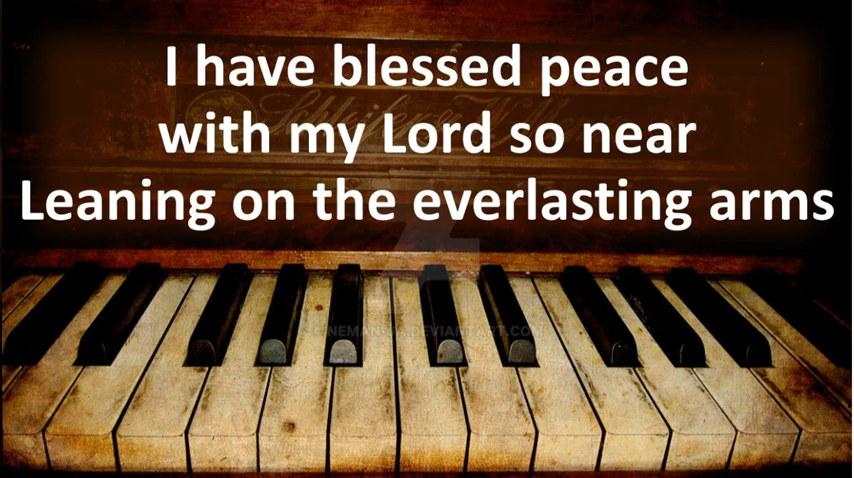 I have blessed peace
with my Lord so near
Leaning on the everlasting arms